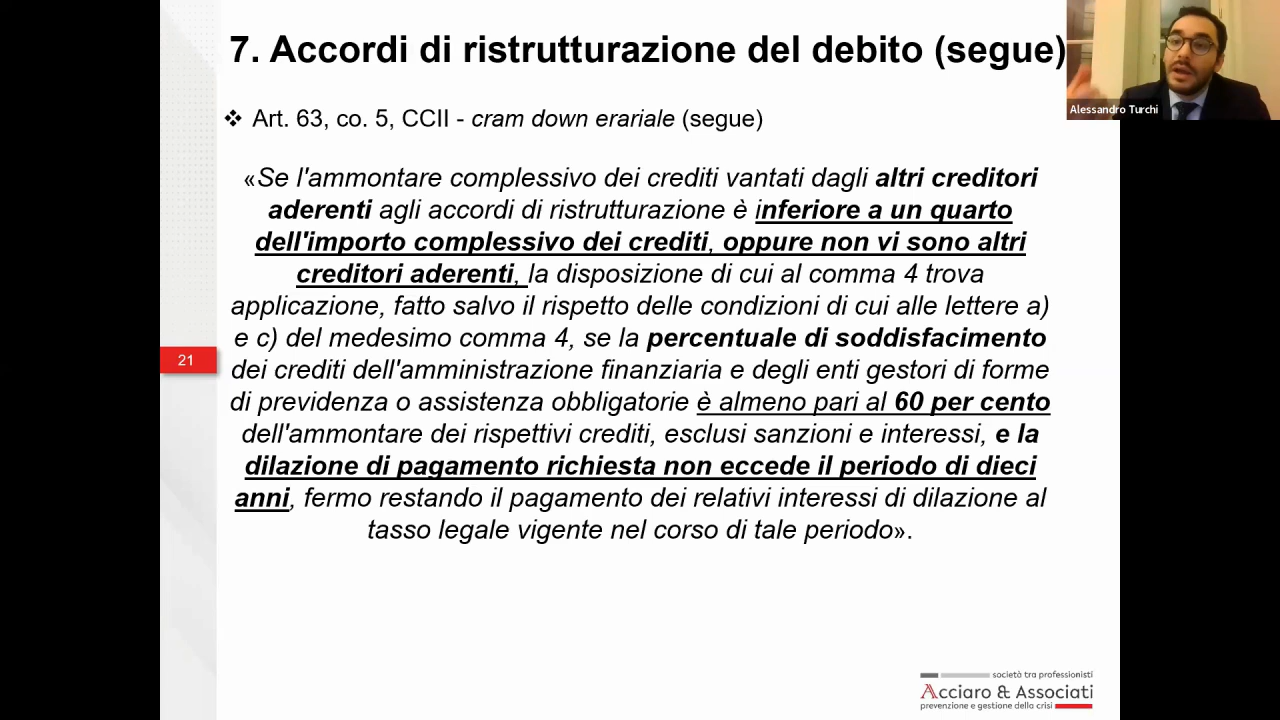 7. Accordi di ristrutturazione del debito (segue)
Alessandro Turchi
❖ Art. 63, co. 5, CCII - cram down erariale (segue)
«Se l'ammontare complessivo dei crediti vantati dagli altri creditori
aderenti agli accordi di ristrutturazione è inferiore a un quarto
dell'importo complessivo dei crediti, oppure non vi sono altri
creditori aderenti, la disposizione di cui al comma 4 trova
applicazione, fatto salvo il rispetto delle condizioni di cui alle lettere a)
e c) del medesimo comma 4, se la percentuale di soddisfacimento
dei crediti dell'amministrazione finanziaria e degli enti gestori di forme
di previdenza o assistenza obbligatorie è almeno pari al 60 per cento
dell'ammontare dei rispettivi crediti, esclusi sanzioni e interessi, e la
dilazione di pagamento richiesta non eccede il periodo di dieci
anni, fermo restando il pagamento dei relativi interessi di dilazione al
tasso legale vigente nel corso di tale periodo».
21
società tra professionisti
Acciaro & Associati
prevenzione e gestione della crisi